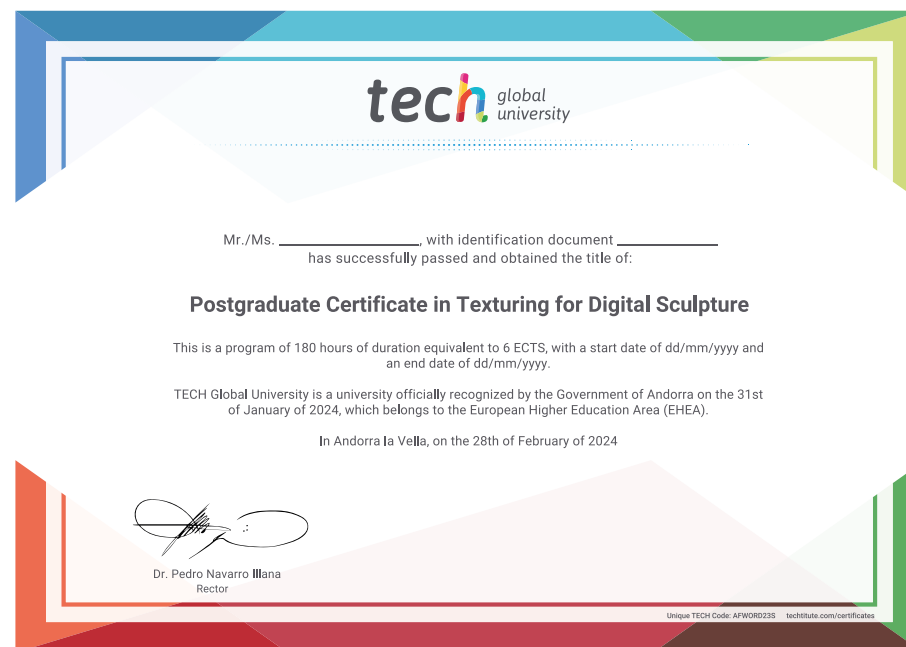 tech global university
Mr./Ms. ____________________, with identification document ______________
has successfully passed and obtained the title of:
Postgraduate Certificate in Texturing for Digital Sculpture
This is a program of 180 hours of duration equivalent to 6 ECTS, with a start date of dd/mm/yyyy and
an end date of dd/mm/yyyy.
TECH Global University is a university officially recognized by the Government of Andorra on the 31st
of January of 2024, which belongs to the European Higher Education Area (EHEA).
In Andorra la Vella, on the 28th of February of 2024
Dr. Pedro Navarro Illana
Rector
Unique TECH Code: AFWORD23S techtitute.com/certificates